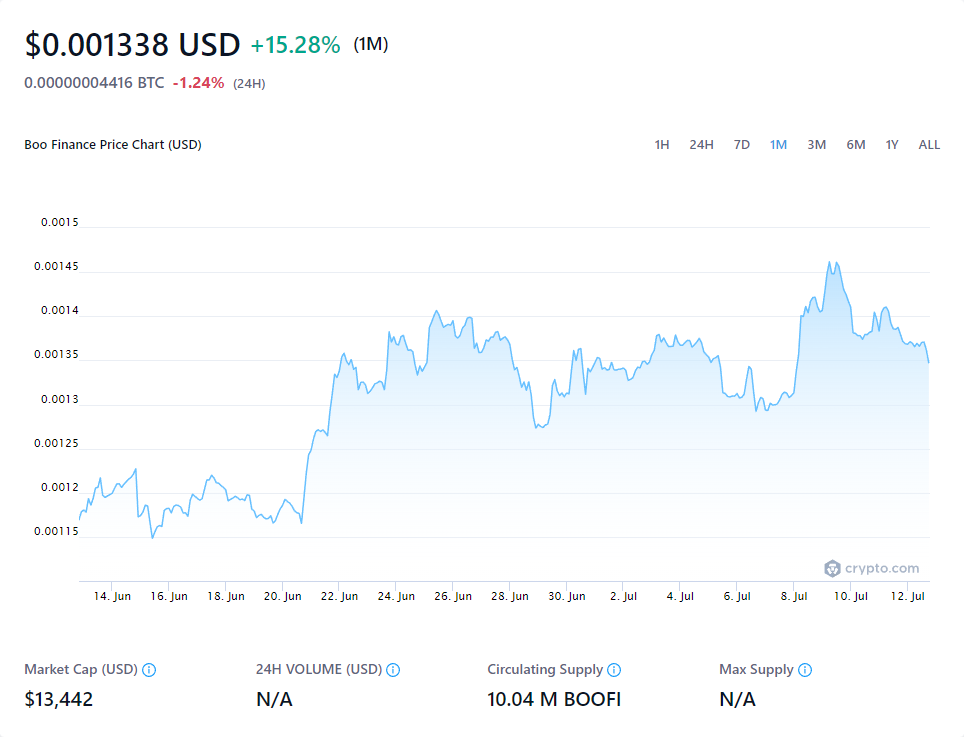 $0.001338 USD +15.28% (1M)
0.00000004416 BTC -1.24% (24H)
Boo Finance Price Chart (USD) 1H 24H 7D 1M 3M 6M 1Y ALL
0.0015
0.00145
0.0014
0.00135
0.0013
0.00125
0.0012
0.00115
crypto.com
14. Jun 16. Jun 18. Jun 20. Jun 22. Jun 24. Jun 26. Jun 28. Jun 30. Jun 2. Jul 4. Jul 6. Jul 8. Jul 10. Jul 12. Jul
Market Cap (USD) 24H VOLUME (USD) Circulating Supply Max Supply
$13,442 N/A 10.04 M BOOFI N/A